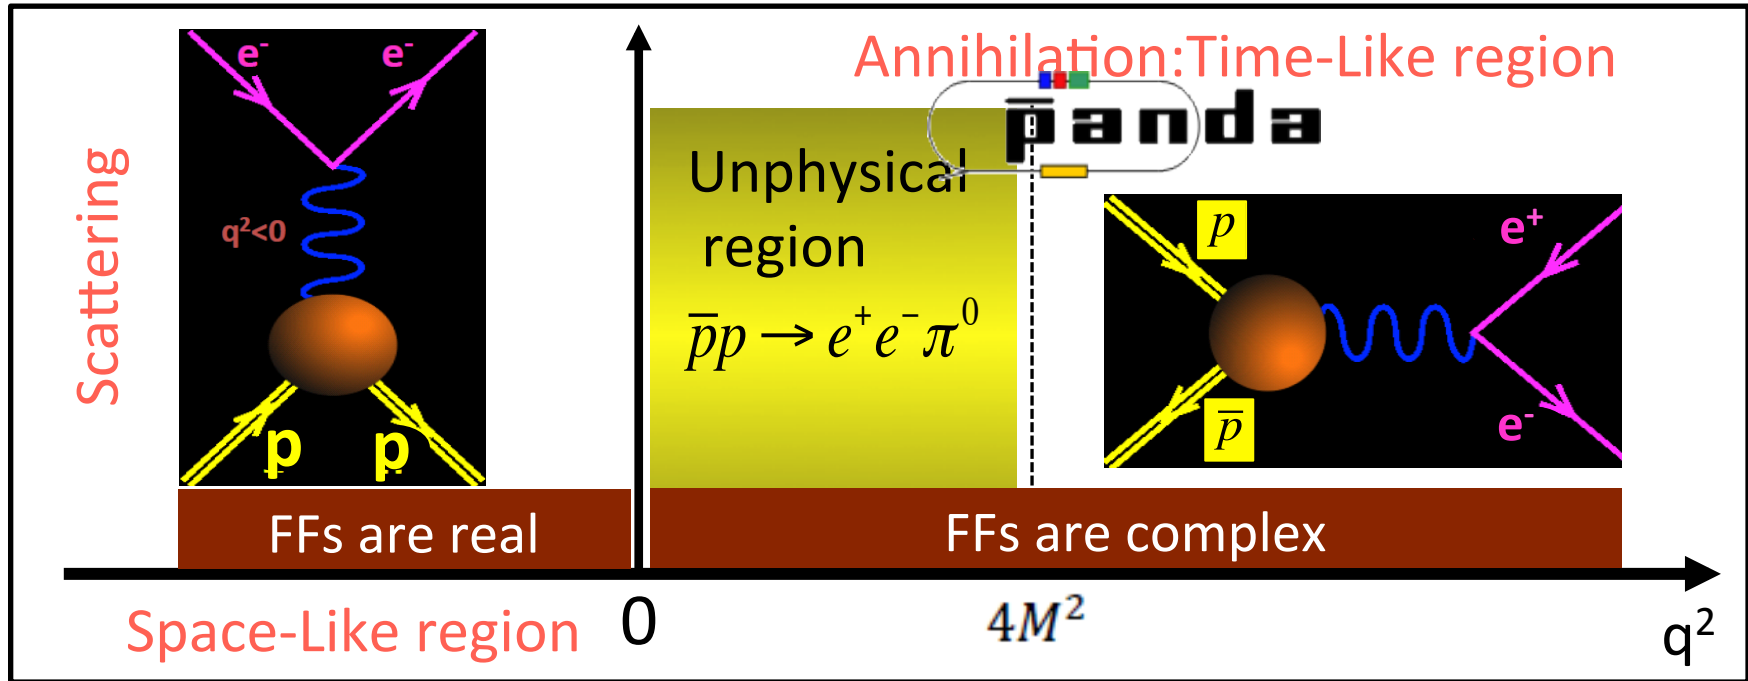 Scattering
e⁻ e⁻
q²<0
p p
FFs are real
Space-Like region
Annihilation:Time-Like region
p̅anda
Unphysical
region
p̅p → e⁺e⁻π⁰
p
p̅
e⁺
e⁻
FFs are complex
0
4M²
q²